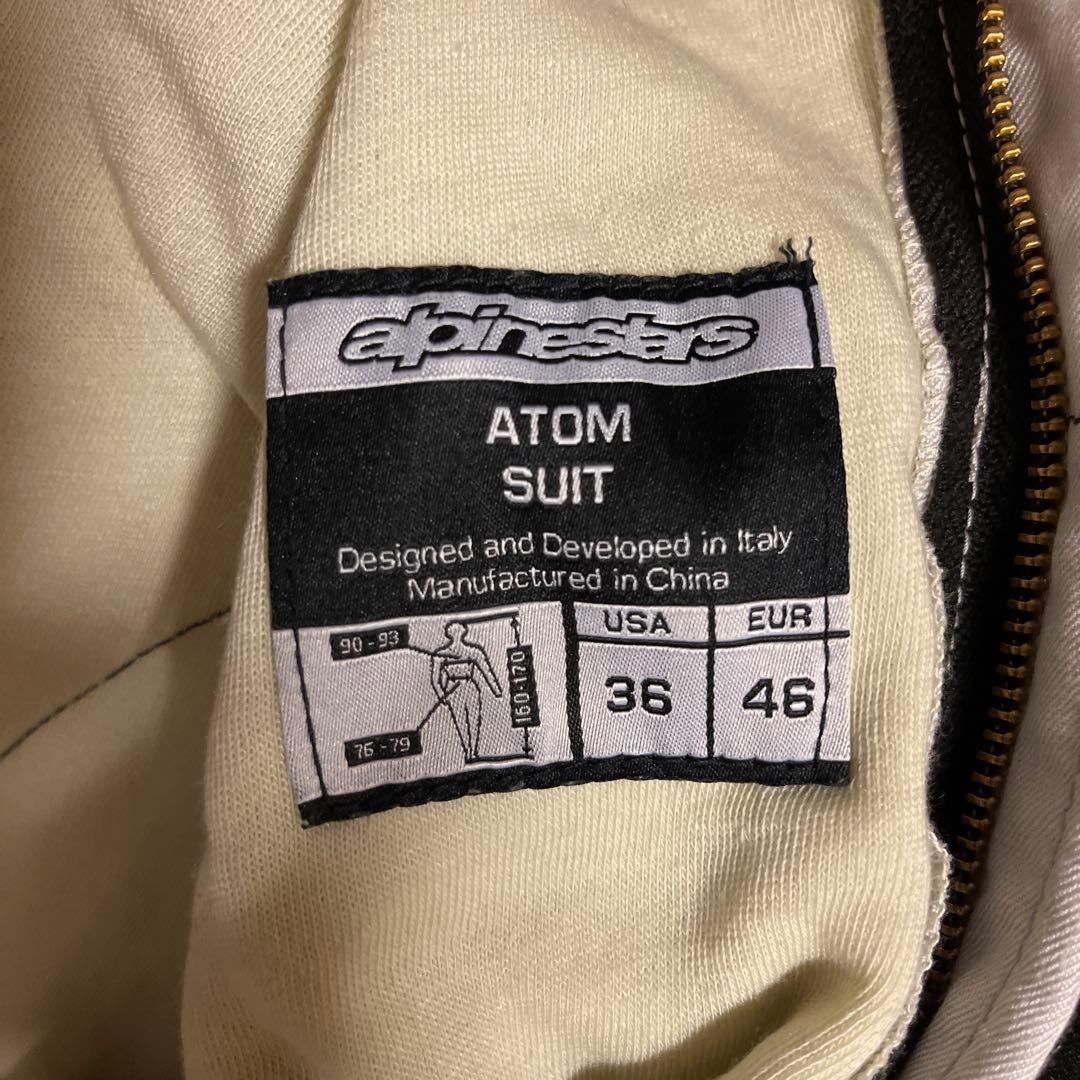 alpinestars
ATOM
SUIT
Designed and Developed in Italy
Manufactured in China
90-93
160-170
76-79
USA EUR
36 46